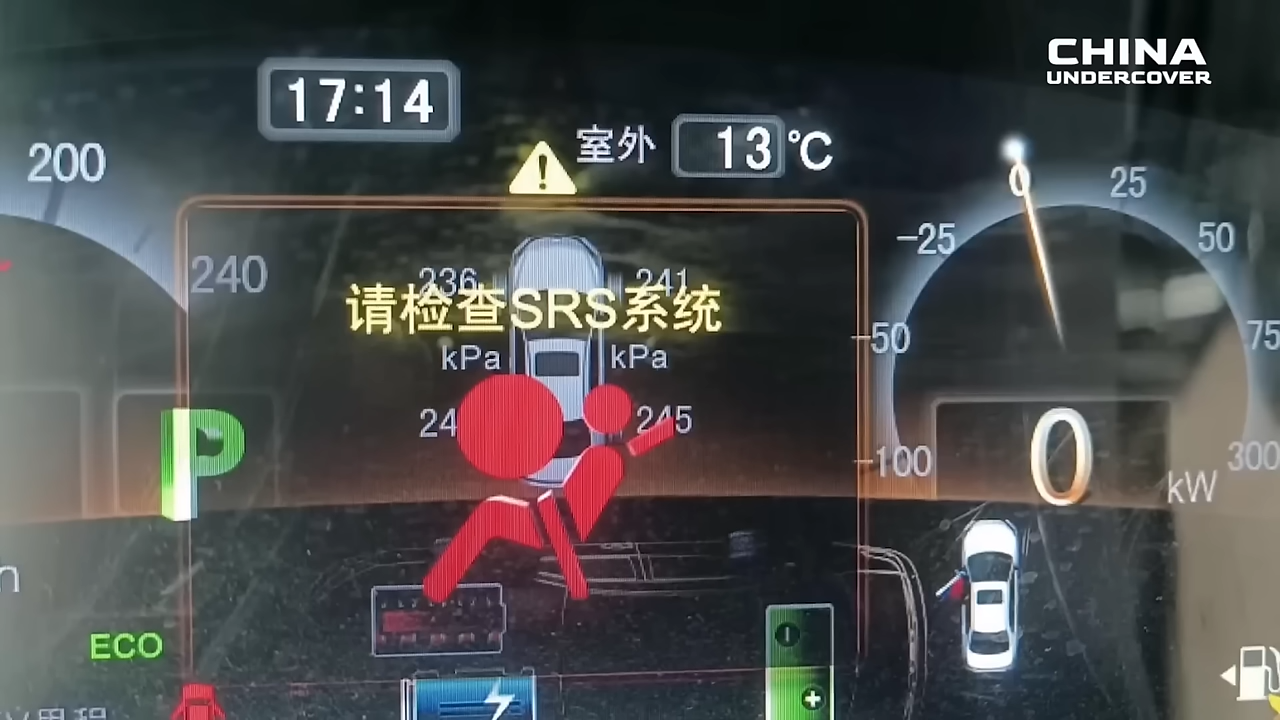 CHINA
UNDERCOVER
17:14
室外 13℃
200
240
0
25
-25
50
-50
75
-100
300
236
241
请检查SRS系统
kPa
kPa
24
245
P
0
kW
ECO